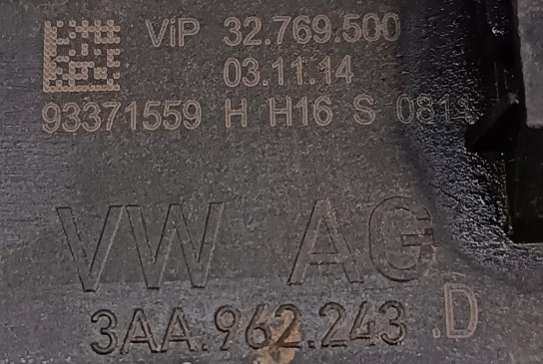 ViP 32.769.500
03.11.14
93371559 H H16 S
VW AG
3AA.962.243 .D